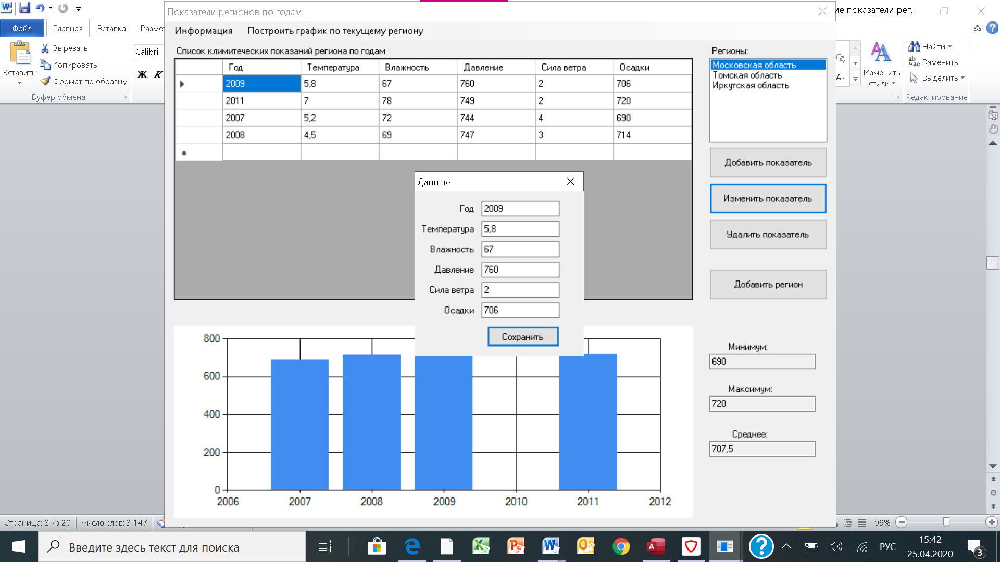 Показатели регионов по годам
ие показатели рег...
Файл
Главная
Вставка
Размет
Информация
Построить график по текущему региону
Вставить
Вырезать
Копировать
Формат по образцу
Буфер обмена
Calibri
Ж К
Изменить стили
Найти
Заменить
Выделить
Редактирование
Список климитеческих показаний региона по годам
Год Температура Влажность Давление Сила ветра Осадки
2009 5,8 67 760 2 706
2011 7 78 749 2 720
2007 5,2 72 744 4 690
2008 4,5 69 747 3 714
Регионы:
Московская область
Томская область
Иркутская область
Добавить показатель
Изменить показатель
Удалить показатель
Добавить регион
Данные
Год 2009
Температура 5,8
Влажность 67
Давление 760
Сила ветра 2
Осадки 706
Сохранить
800
600
400
200
0
2006 2007 2008 2009 2010 2011 2012
Минимум:
690
Максимум:
720
Среднее:
707,5
Страница: 8 из 20
Число слов: 3 147
99%
Введите здесь текст для поиска
РУС
15:42
25.04.2020
3